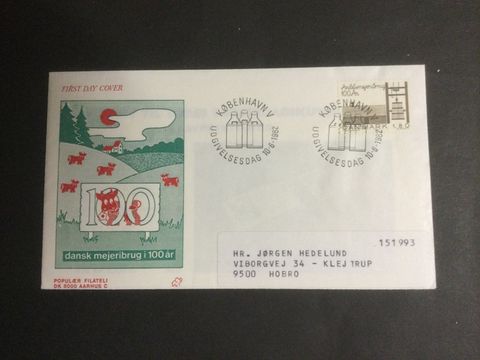 FIRST DAY COVER
100
dansk mejeribrug i 100 år
POPULÆR FILATELI
DK 8000 AARHUS C
KØBENHAVN V
UDGIVELSESDAG 10-6-1982
KØBENHAVN V
UDGIVELSESDAG 10-6-1982
100 År
DANMARK 1.80
151993
HR. JØRGEN HEDELUND
VIBORGVEJ 34 - KLEJTRUP
9500 HOBRO